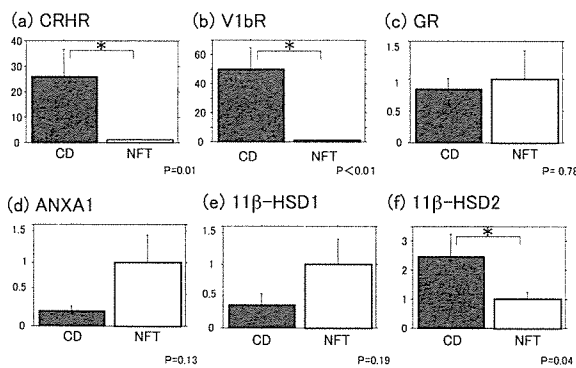 (a) CRHR
(b) V1bR
(c) GR
40
30
20
10
0
*
CD
NFT
P=0.01
60
40
20
0
*
CD
NFT
P<0.01
1.5
1
0.5
0
CD
NFT
P= 0.78
(d) ANXA1
(e) 11β-HSD1
(f) 11β-HSD2
1.5
1
0.5
0
CD
NFT
P=0.13
1.5
1
0.5
0
CD
NFT
P=0.19
3
2
1
0
*
CD
NFT
P=0.04